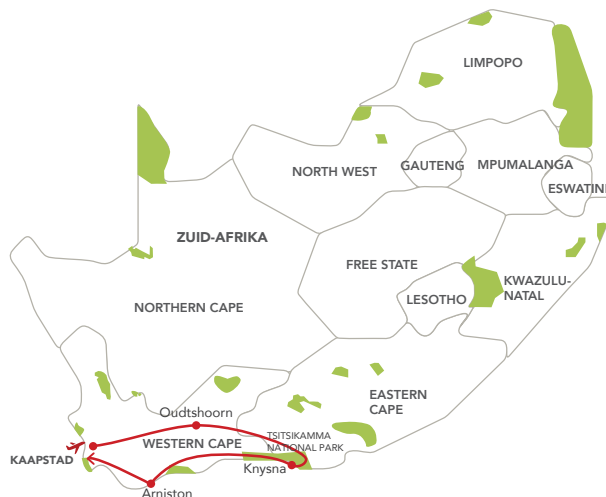 LIMPOPO
NORTH WEST
GAUTENG
MPUMALANGA
ESWATINI
ZUID-AFRIKA
FREE STATE
KWAZULU-
NATAL
LESOTHO
NORTHERN CAPE
EASTERN
CAPE
Oudtshoorn
WESTERN CAPE
TSITSIKAMMA
NATIONAL PARK
KAAPSTAD
Knysna
Arniston